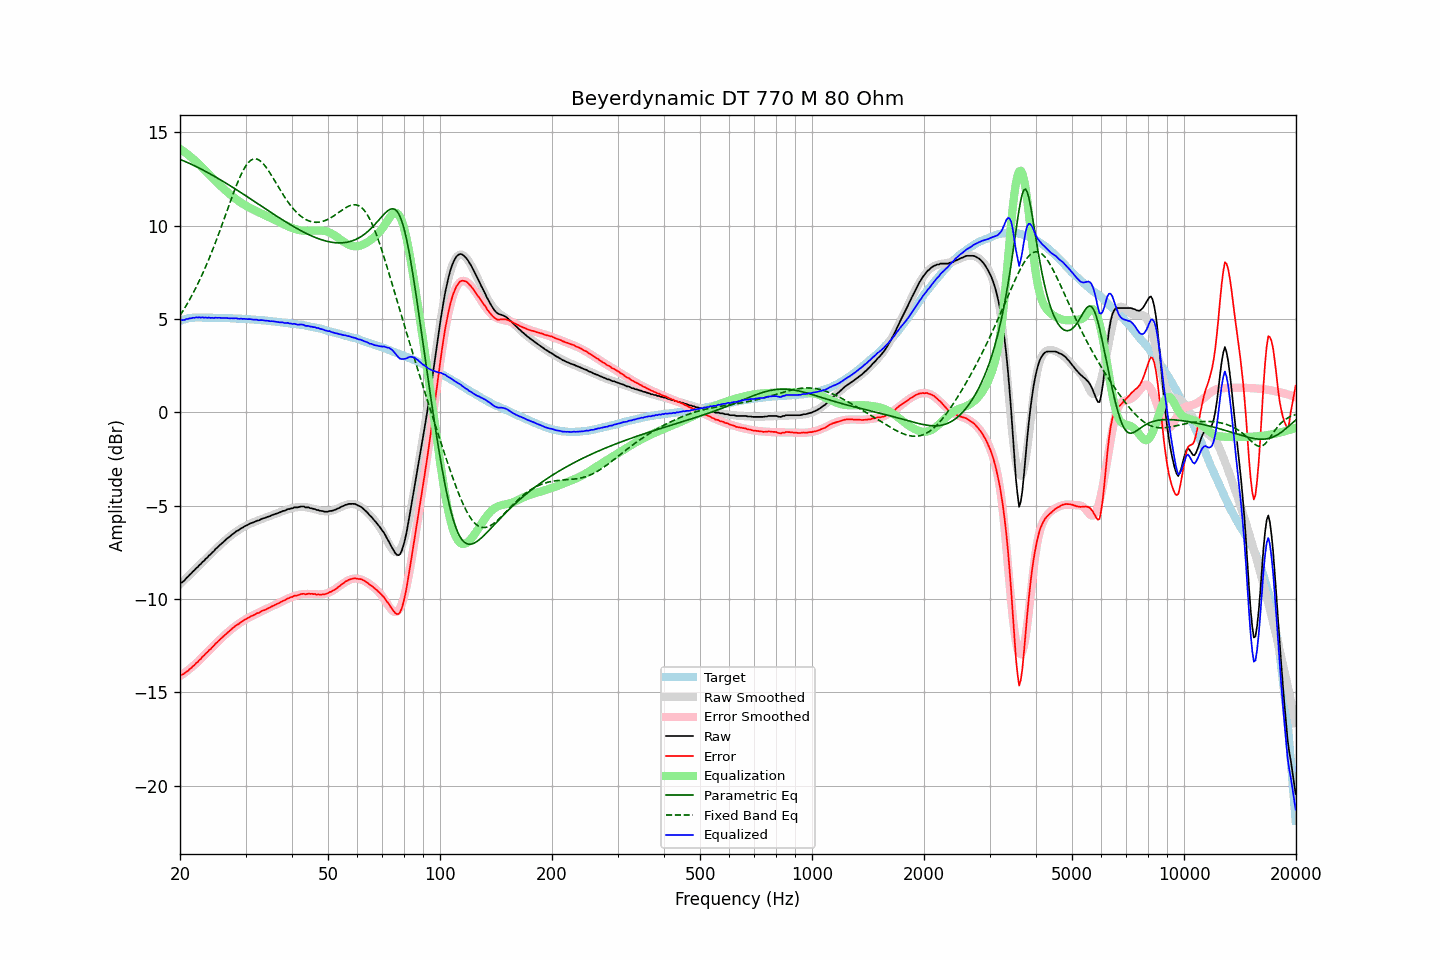 Beyerdynamic DT 770 M 80 Ohm
Amplitude (dBr)
15
10
5
0
−5
−10
−15
−20
Target
Raw Smoothed
Error Smoothed
Raw
Error
Equalization
Parametric Eq
Fixed Band Eq
Equalized
20
50
100
200
500
1000
2000
5000
10000
20000
Frequency (Hz)